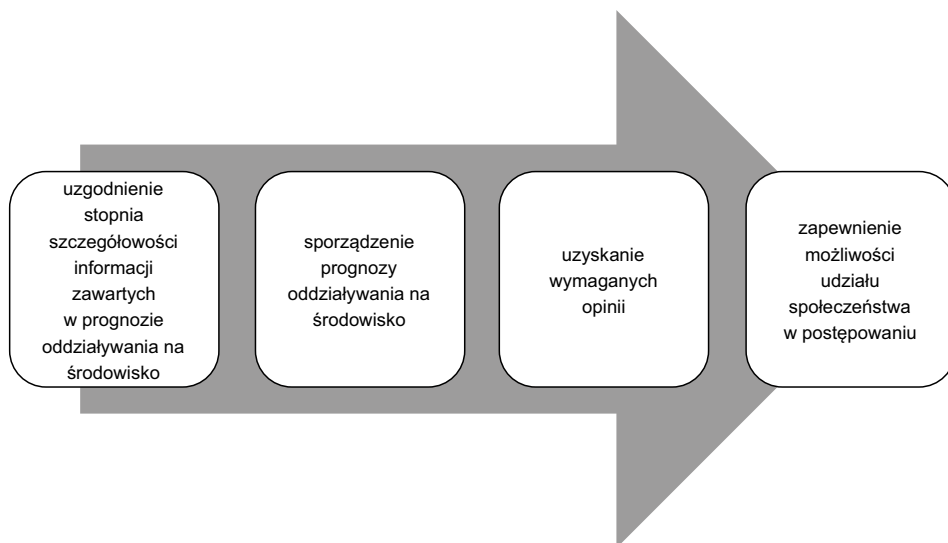 uzgodnienie
stopnia
szczegółowości
informacji
zawartych
w prognozie
oddziaływania na
środowisko
sporządzenie
prognozy
oddziaływania na
środowisko
uzyskanie
wymaganych
opinii
zapewnienie
możliwości
udziału
społeczeństwa
w postępowaniu